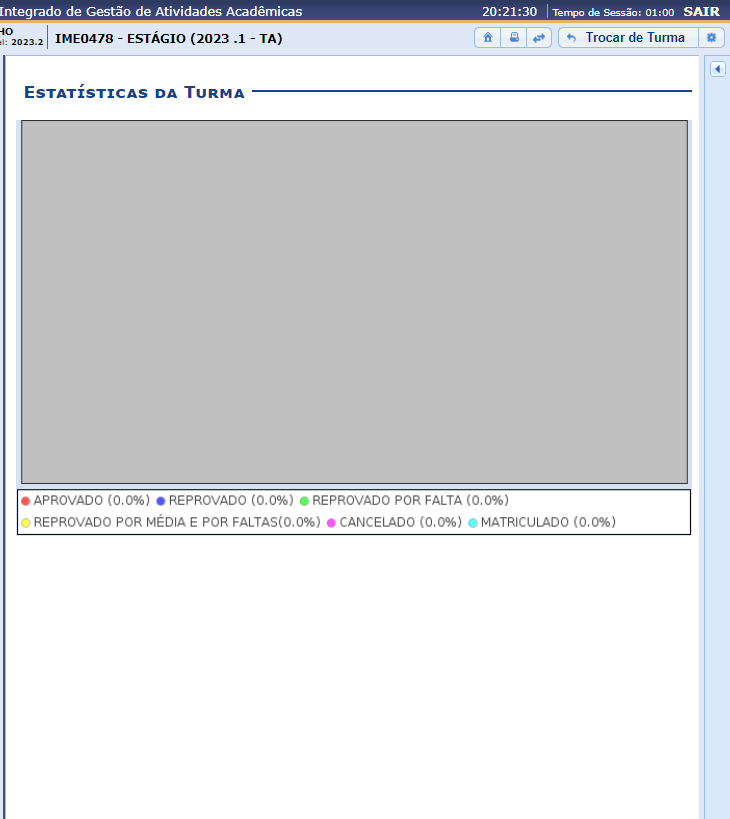 Integrado de Gestão de Atividades Acadêmicas 20:21:30 Tempo de Sessão: 01:00 SAIR
2023.2 IME0478 - ESTÁGIO (2023 .1 - TA) Trocar de Turma
Estatísticas da Turma
APROVADO (0.0%) REPROVADO (0.0%) REPROVADO POR FALTA (0.0%)
REPROVADO POR MÉDIA E POR FALTAS(0.0%) CANCELADO (0.0%) MATRICULADO (0.0%)